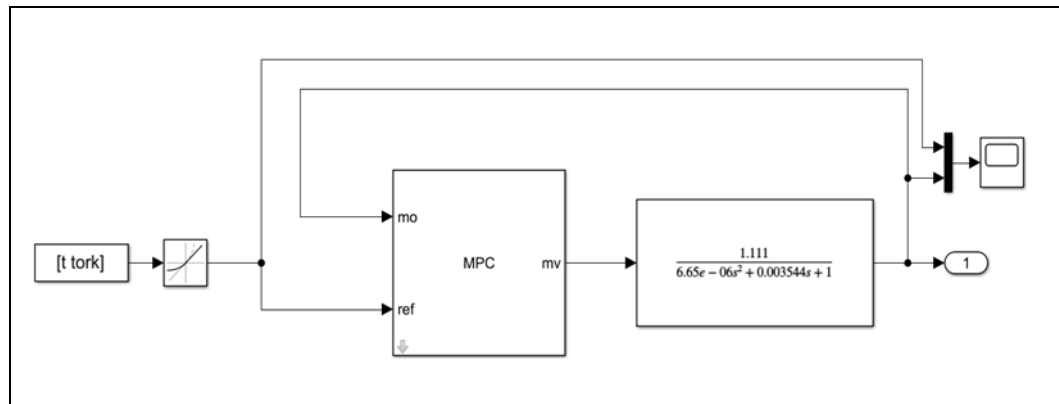 [t tork]
mo
ref
MPC
mv
1.111
6.65e − 06s² + 0.003544s + 1
1